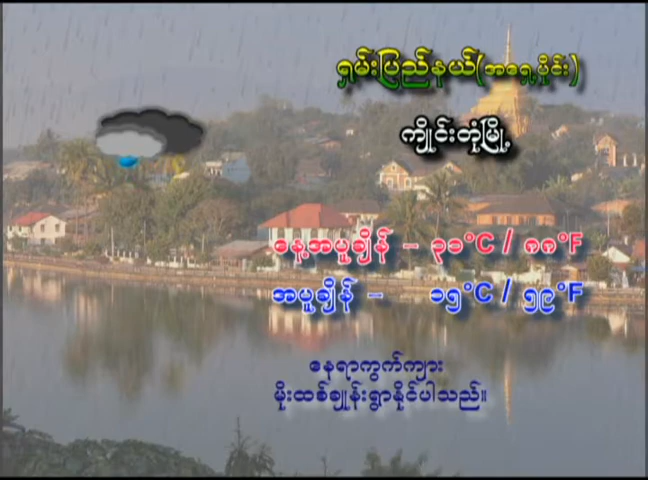 ရှမ်းပြည်နယ်(အရှေ့ပိုင်း)
ကျိုင်းတုံမြို့
နေ့အပူချိန် – ၃၁°C / ၈၈°F
အပူချိန် – ၁၅°C / ၅၉°F
နေရာကွက်ကျား
မိုးထစ်ချုန်းရွာနိုင်ပါသည်။